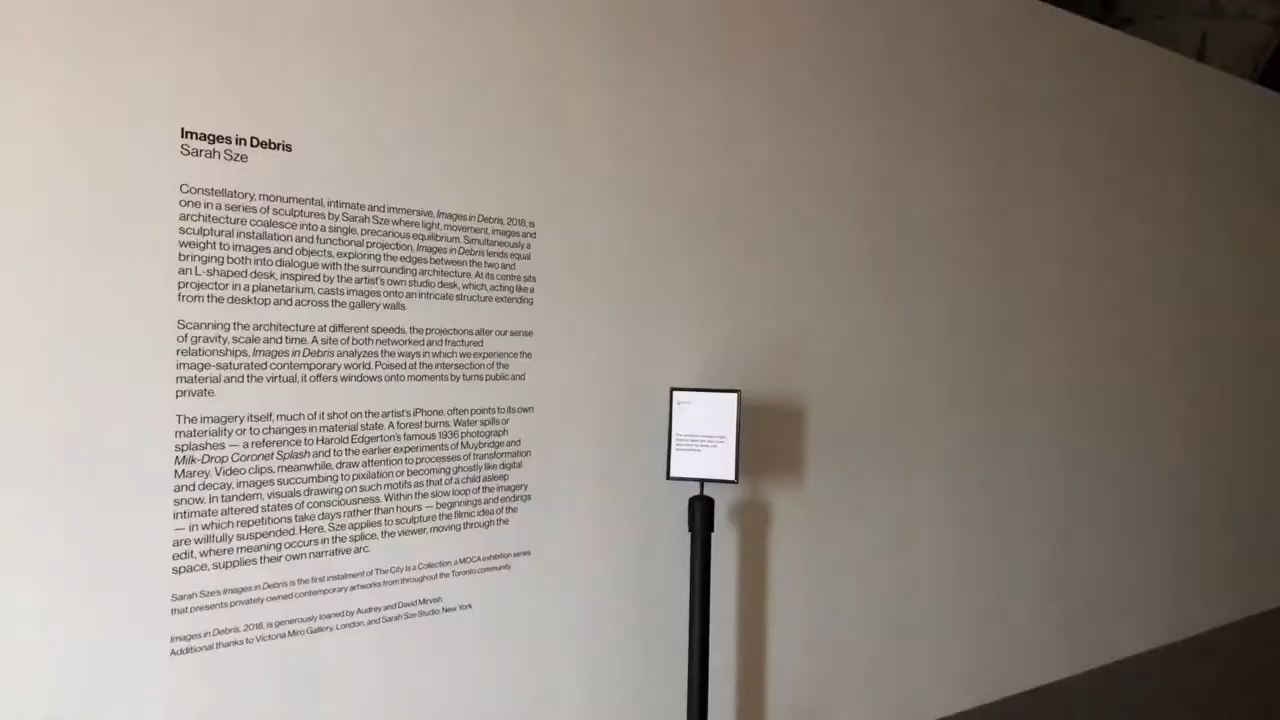 Images in Debris
Sarah Sze
Constellatory, monumental, intimate and immersive, Images in Debris, 2018, is
one in a series of sculptures by Sarah Sze where light, movement, images and
architecture coalesce into a single, precarious equilibrium. Simultaneously a
sculptural installation and functional projection, Images in Debris lends equal
weight to images and objects, exploring the edges between the two and
bringing both into dialogue with the surrounding architecture. At its centre sits
an L-shaped desk, inspired by the artist's own studio desk, which, acting like a
projector in a planetarium, casts images onto an intricate structure extending
from the desktop and across the gallery walls.
Scanning the architecture at different speeds, the projections alter our sense
of gravity, scale and time. A site of both networked and fractured
relationships, Images in Debris analyzes the ways in which we experience the
image-saturated contemporary world. Poised at the intersection of the
material and the virtual, it offers windows onto moments by turns public and
private.
The imagery itself, much of it shot on the artist's iPhone, often points to its own
materiality or to changes in material state. A forest burns. Water spills or
splashes — a reference to Harold Edgerton's famous 1936 photograph
Milk-Drop Coronet Splash and to the earlier experiments of Muybridge and
Marey. Video clips, meanwhile, draw attention to processes of transformation
and decay, images succumbing to pixilation or becoming ghostly like digital
snow. In tandem, visuals drawing on such motifs as that of a child asleep
intimate altered states of consciousness. Within the slow loop of the imagery
— in which repetitions take days rather than hours — beginnings and endings
are willfully suspended. Here, Sze applies to sculpture the filmic idea of the
edit, where meaning occurs in the splice, the viewer, moving through the
space, supplies their own narrative arc.
Sarah Sze's Images in Debris is the first instalment of The City Is a Collection, a MOCA exhibition series
that presents privately owned contemporary artworks from throughout the Toronto community.
Images in Debris, 2018, is generously loaned by Audrey and David Mirvish
Additional thanks to Victoria Miro Gallery, London, and Sarah Sze Studio, New York